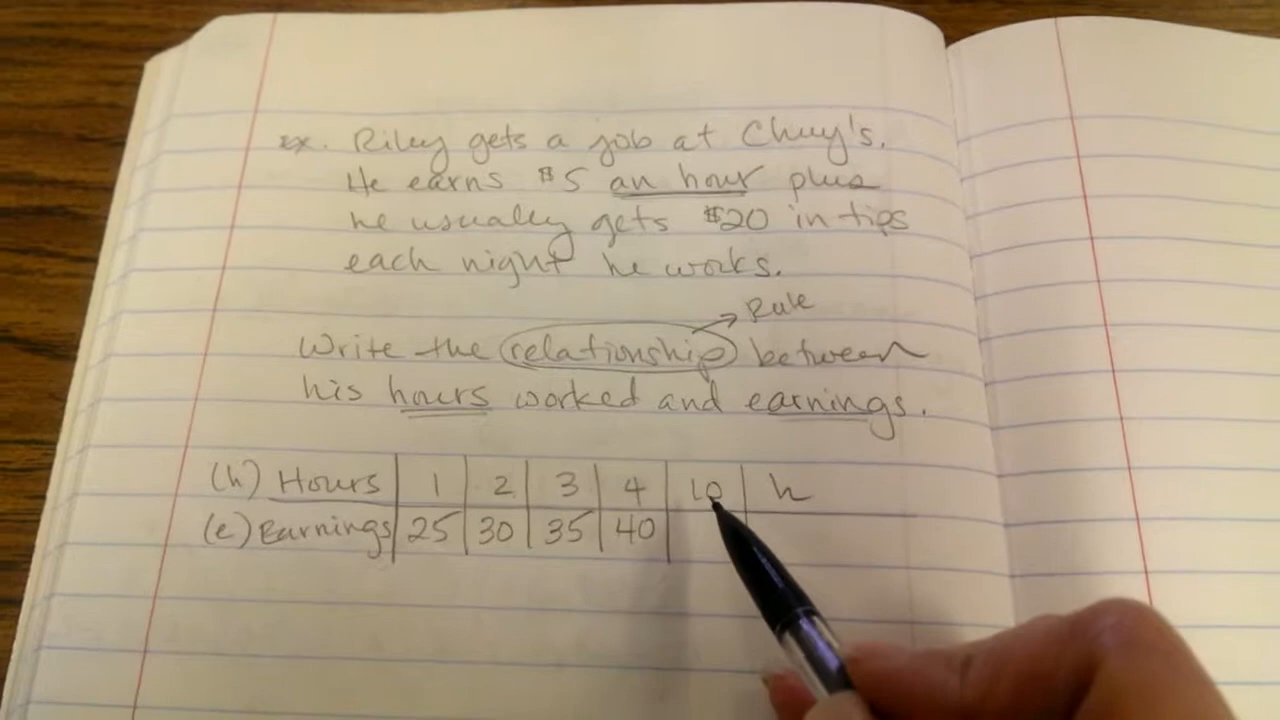 ex. Riley gets a job at Chuy's.
He earns $5 an hour plus
he usually gets $20 in tips
each night he works.
Rule
Write the relationship between
his hours worked and earnings.
(h) Hours 1 2 3 4 10 h
(e) Earnings 25 30 35 40